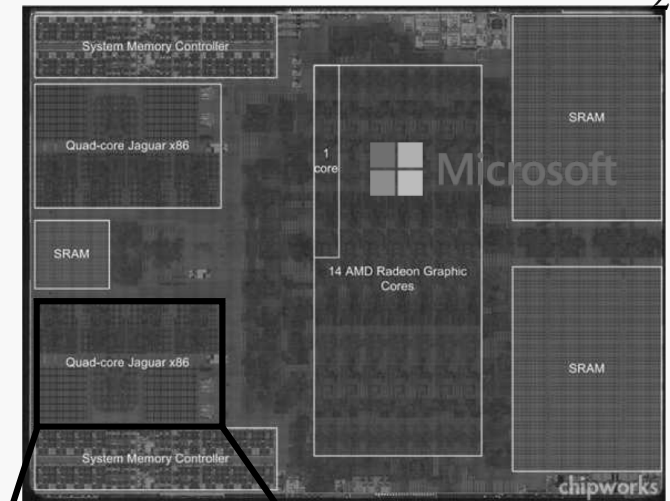 System Memory Controller
Quad-core Jaguar x86
SRAM
1
core
Microsoft
SRAM
14 AMD Radeon Graphic
Cores
Quad-core Jaguar x86
SRAM
System Memory Controller
chipworks